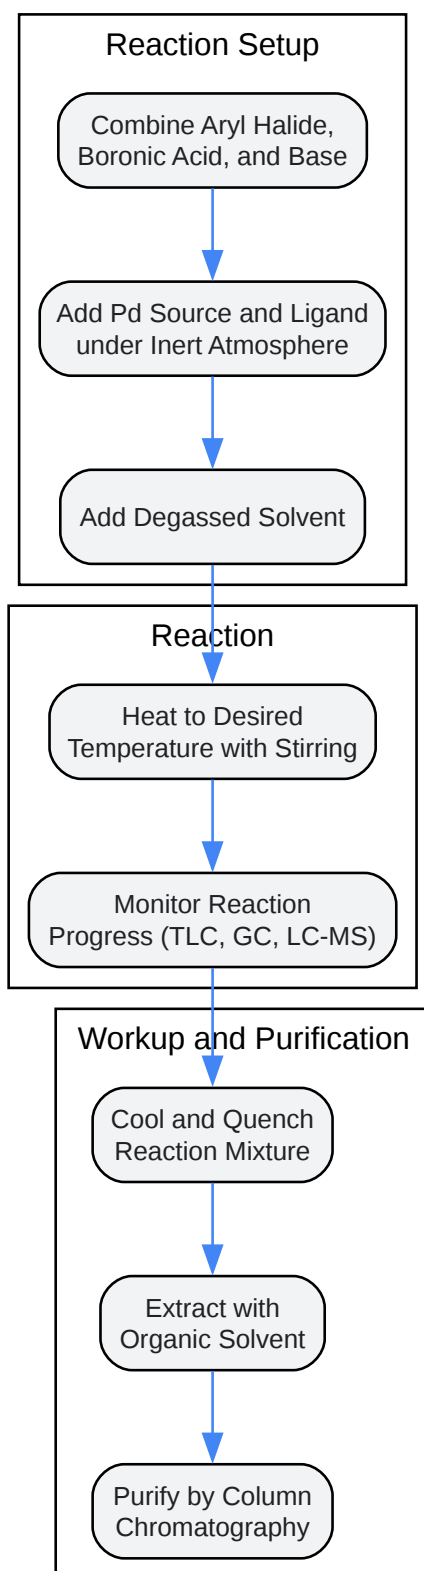 Reaction Setup
Combine Aryl Halide,
Boronic Acid, and Base
Add Pd Source and Ligand
under Inert Atmosphere
Add Degassed Solvent
Reaction
Heat to Desired
Temperature with Stirring
Monitor Reaction
Progress (TLC, GC, LC-MS)
Workup and Purification
Cool and Quench
Reaction Mixture
Extract with
Organic Solvent
Purify by Column
Chromatography